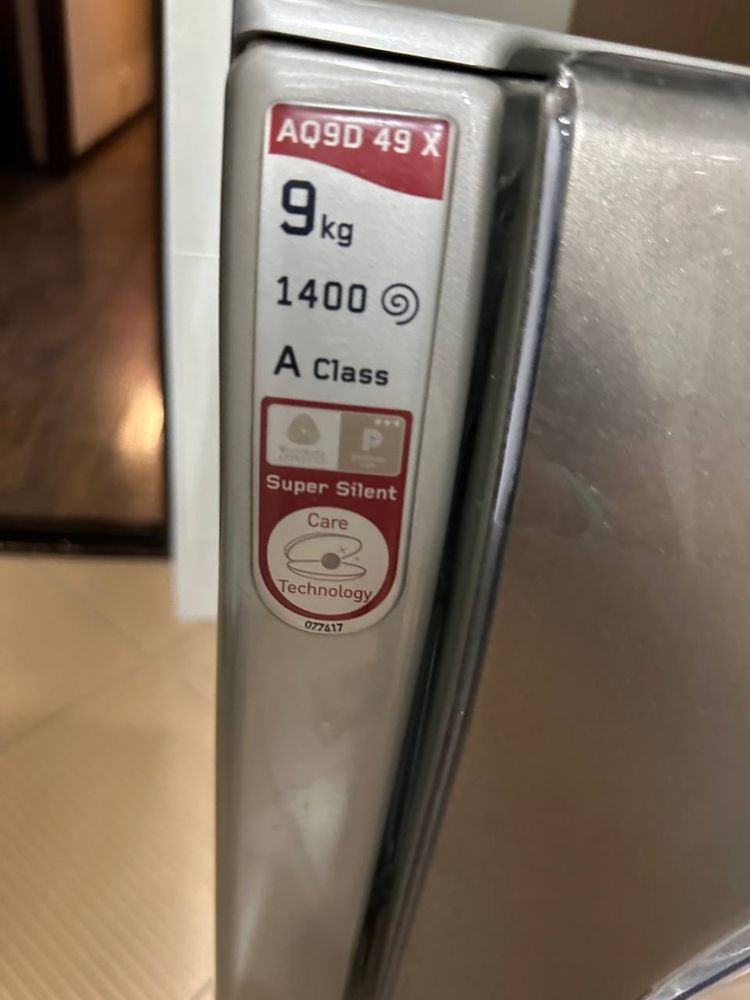 AQ9D 49 X
9kg
1400
A Class
P
Super Silent
Care
Technology
077617